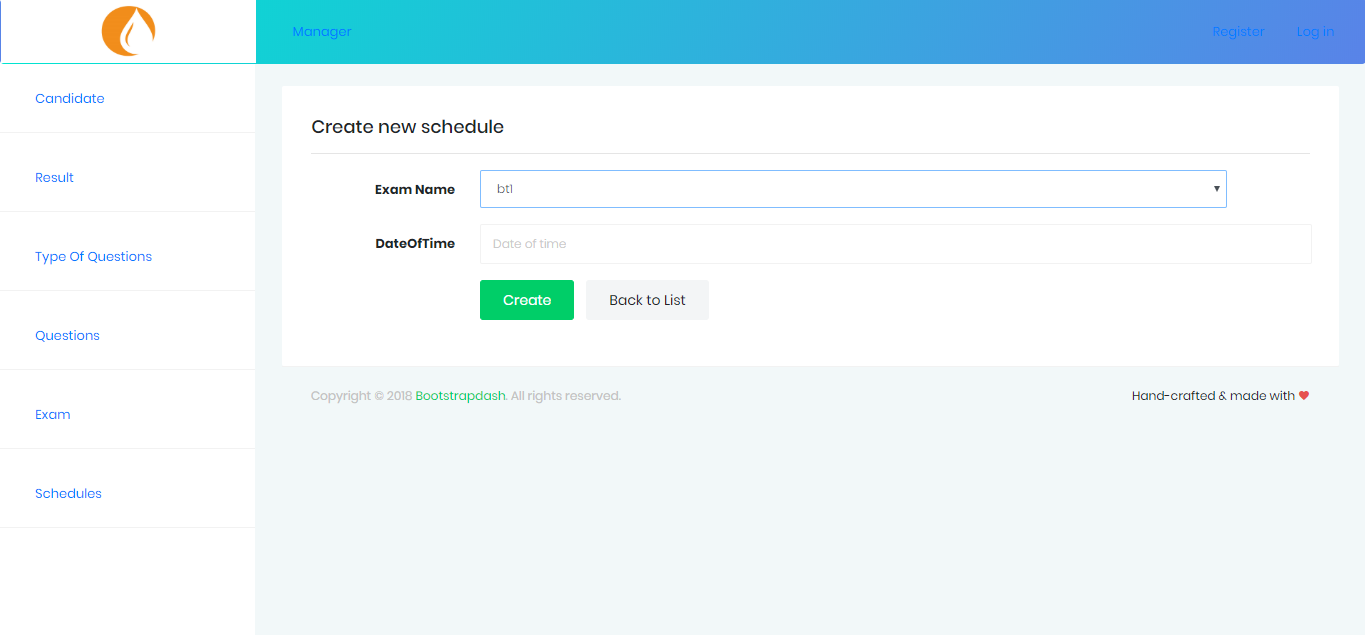 Manager
Register
Log in
Candidate
Result
Type Of Questions
Questions
Exam
Schedules
Create new schedule
Exam Name
bt1
DateOfTime
Date of time
Create
Back to List
Copyright © 2018 Bootstrapdash. All rights reserved.
Hand-crafted & made with ♥